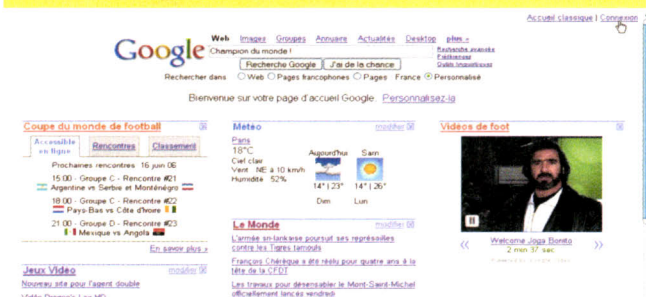 Accueil classique | Connexion
Google
Web Images Groupes Annuaire Actualités Desktop plus »
Champion du monde !
Recherche avancée
Préférences
Outils linguistiques
Recherche Google J'ai de la chance
Rechercher dans Web Pages francophones Pages France Personnalisé
Bienvenue sur votre page d'accueil Google. Personnalisez-la
Coupe du monde de football
Accessible en ligne Rencontres Classement
Prochaines rencontres 16 juin 06
15:00 - Groupe C - Rencontre #21
Argentine vs Serbie et Monténégro
18:00 - Groupe C - Rencontre #22
Pays-Bas vs Côte d'Ivoire
21:00 - Groupe D - Rencontre #23
Mexique vs Angola
En savoir plus »
Jeux Vidéo modifier
Nouveau site pour l'agent double
Météo modifier
Paris
18°C
Ciel clair
Vent : NE à 10 km/h
Humidité : 52%
Aujourd'hui Sam
14° | 23° 14° | 26°
Dim Lun
Le Monde modifier
L'armée sri-lankaise poursuit ses représailles
contre les Tigres tamouls
François Chérèque a été réélu pour quatre ans à la
tête de la CFDT
Les travaux pour désensabler le Mont-Saint-Michel
officiellement lancés vendredi
Vidéos de foot
Welcome Joga Bonito
2 min 37 sec